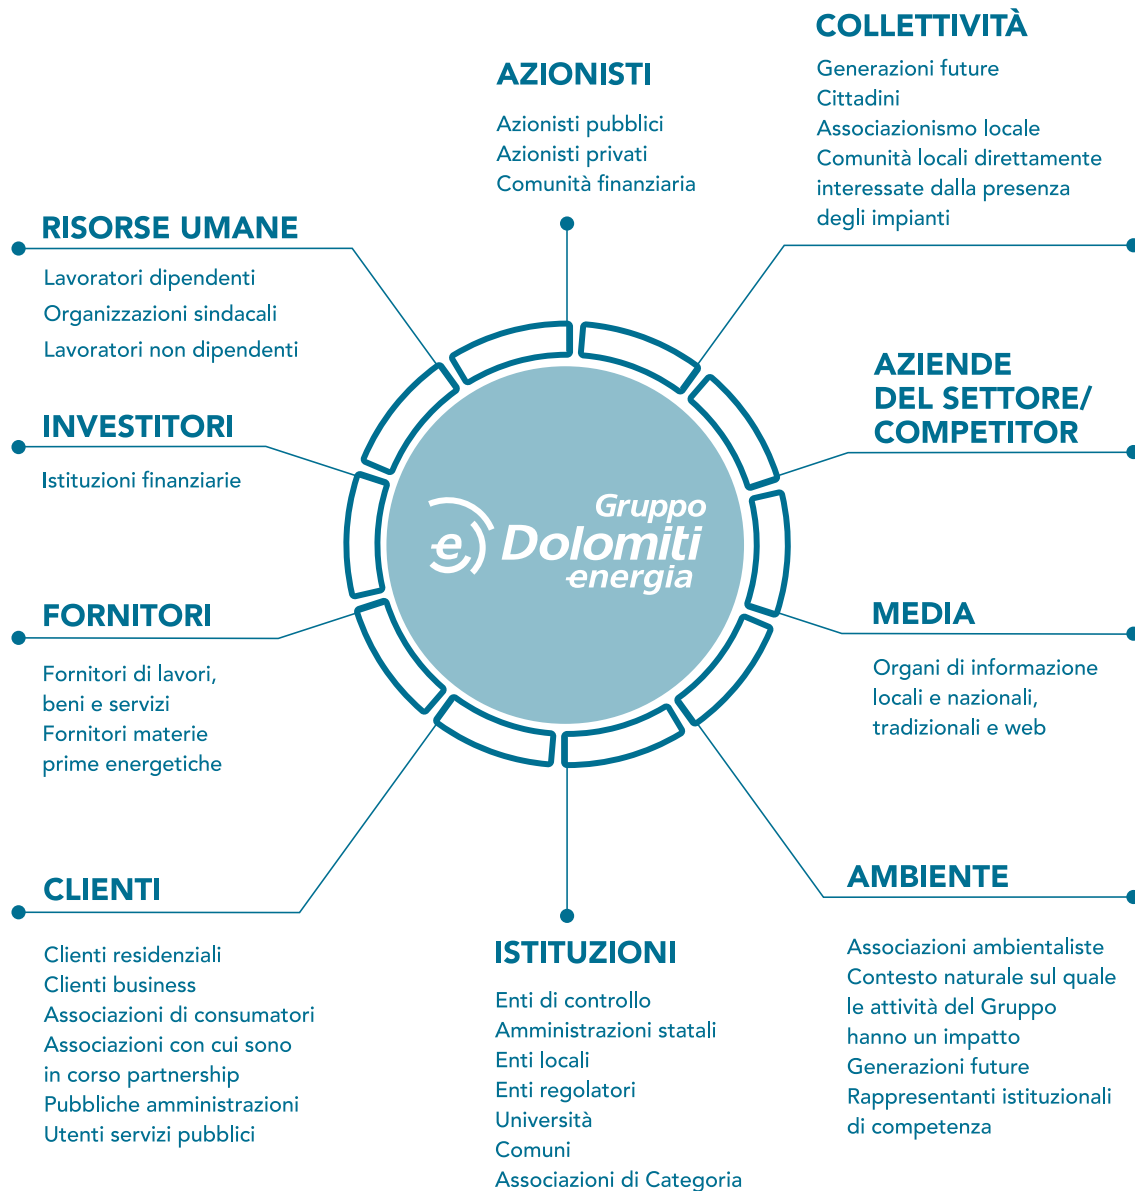 COLLETTIVITÀ
Generazioni future
Cittadini
Associazionismo locale
Comunità locali direttamente
interessate dalla presenza
degli impianti
AZIONISTI
Azionisti pubblici
Azionisti privati
Comunità finanziaria
RISORSE UMANE
Lavoratori dipendenti
Organizzazioni sindacali
Lavoratori non dipendenti
AZIENDE
DEL SETTORE/
COMPETITOR
INVESTITORI
Istituzioni finanziarie
Gruppo
e Dolomiti
energia
FORNITORI
Fornitori di lavori,
beni e servizi
Fornitori materie
prime energetiche
MEDIA
Organi di informazione
locali e nazionali,
tradizionali e web
CLIENTI
Clienti residenziali
Clienti business
Associazioni di consumatori
Associazioni con cui sono
in corso partnership
Pubbliche amministrazioni
Utenti servizi pubblici
ISTITUZIONI
Enti di controllo
Amministrazioni statali
Enti locali
Enti regolatori
Università
Comuni
Associazioni di Categoria
AMBIENTE
Associazioni ambientaliste
Contesto naturale sul quale
le attività del Gruppo
hanno un impatto
Generazioni future
Rappresentanti istituzionali
di competenza